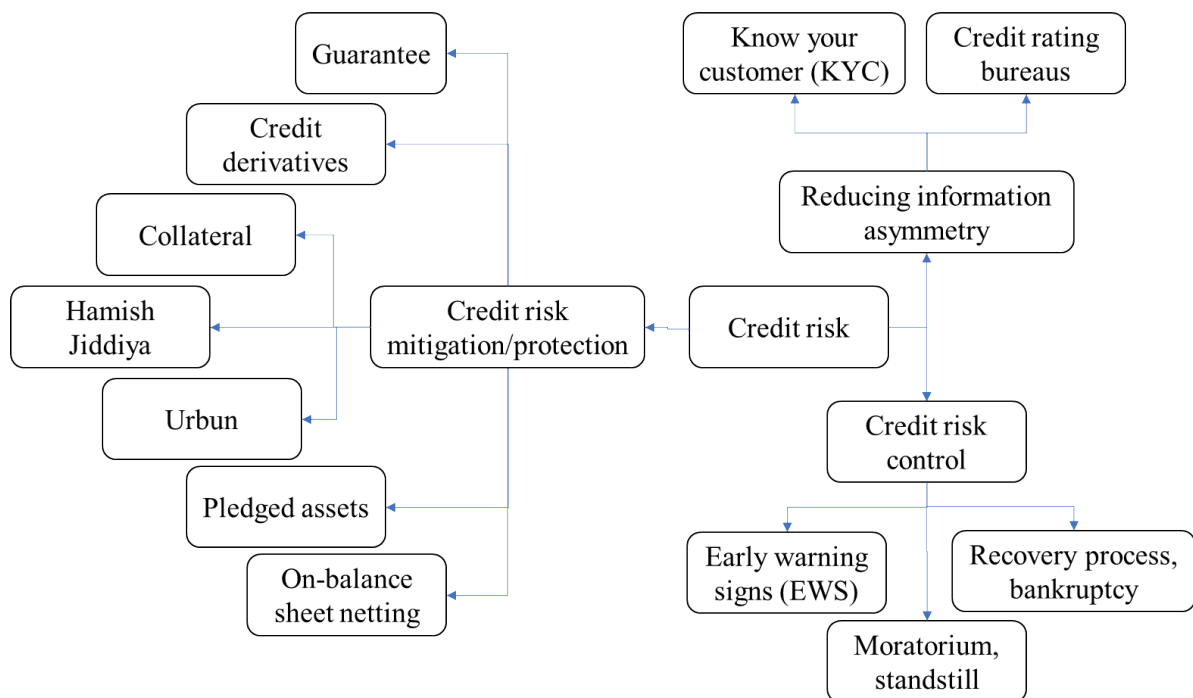 Guarantee
Credit
derivatives
Collateral
Hamish
Jiddiya
Urbun
Pledged assets
On-balance
sheet netting
Credit risk
mitigation/protection
Credit risk
Know your
customer (KYC)
Credit rating
bureaus
Reducing information
asymmetry
Credit risk
control
Early warning
signs (EWS)
Moratorium,
standstill
Recovery process,
bankruptcy